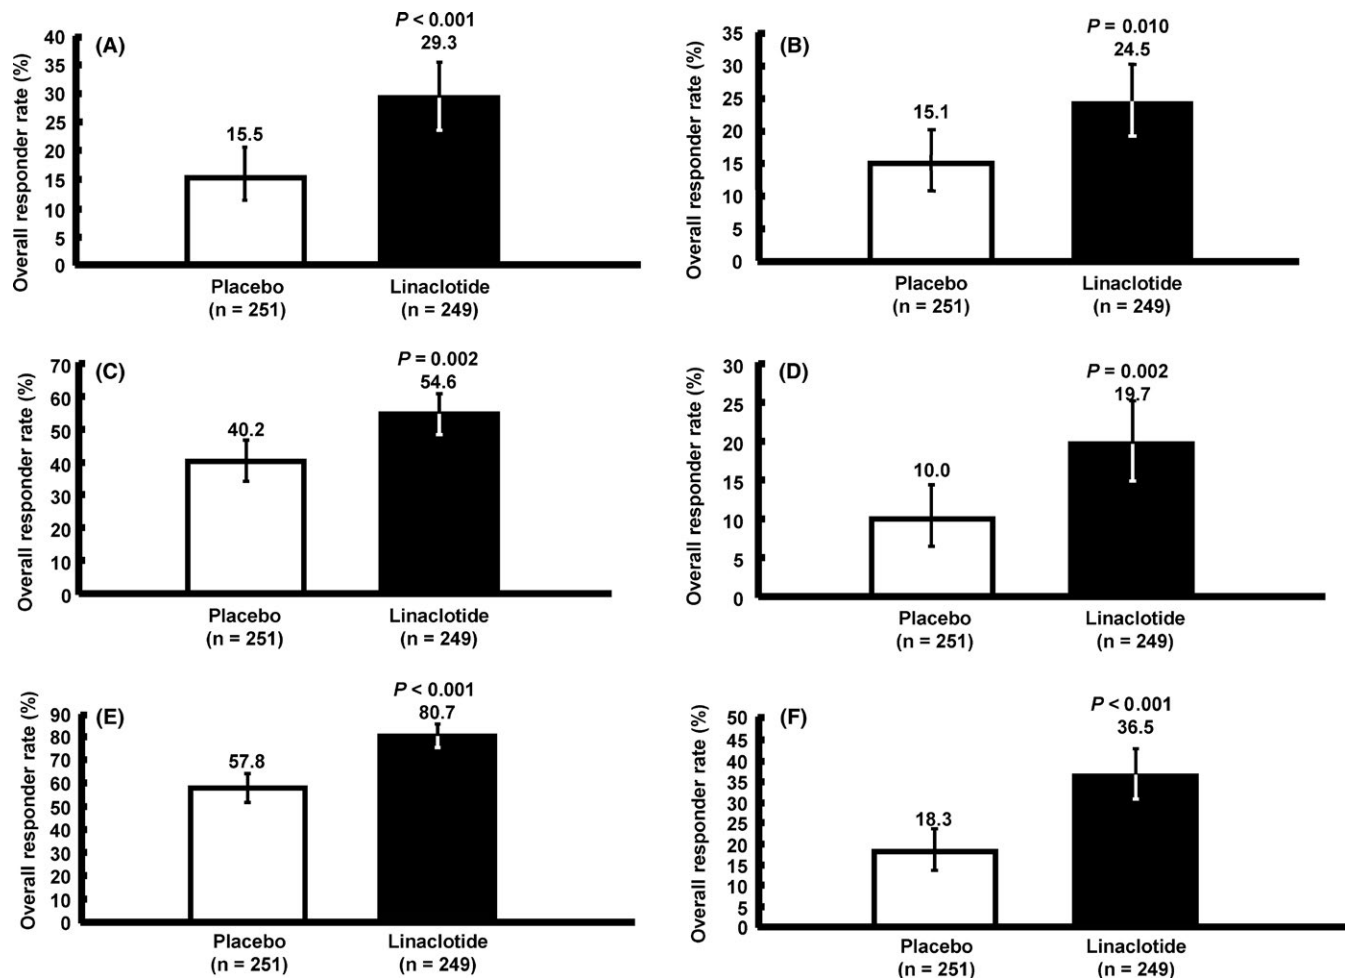 (A)
Overall responder rate (%)
40
35
30
25
20
15
10
5
0
15.5
P < 0.001
29.3
Placebo
(n = 251)
Linaclotide
(n = 249)
(B)
Overall responder rate (%)
35
30
25
20
15
10
5
0
15.1
P = 0.010
24.5
Placebo
(n = 251)
Linaclotide
(n = 249)
(C)
Overall responder rate (%)
70
60
50
40
30
20
10
0
40.2
P = 0.002
54.6
Placebo
(n = 251)
Linaclotide
(n = 249)
(D)
Overall responder rate (%)
30
25
20
15
10
5
0
10.0
P = 0.002
19.7
Placebo
(n = 251)
Linaclotide
(n = 249)
(E)
Overall responder rate (%)
90
80
70
60
50
40
30
20
10
0
57.8
P < 0.001
80.7
Placebo
(n = 251)
Linaclotide
(n = 249)
(F)
Overall responder rate (%)
50
45
40
35
30
25
20
15
10
5
0
18.3
P < 0.001
36.5
Placebo
(n = 251)
Linaclotide
(n = 249)